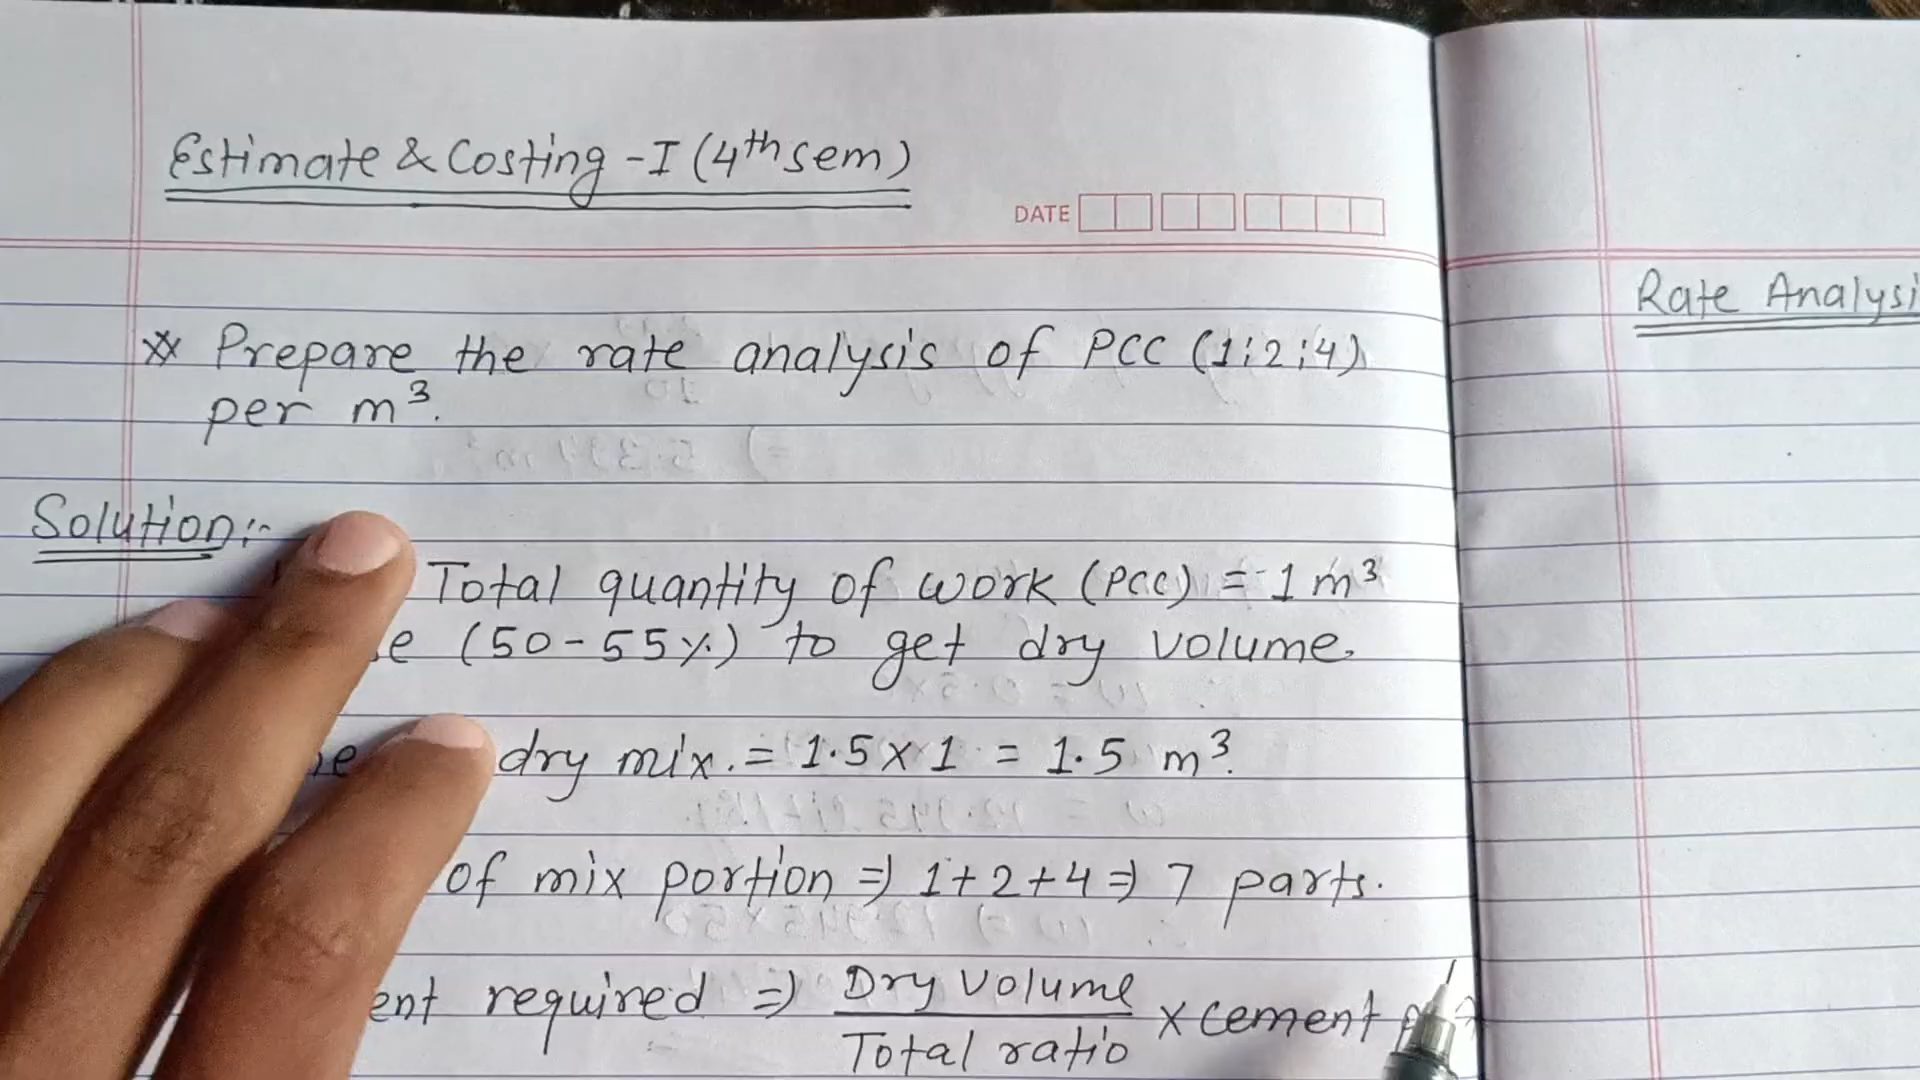 Estimate & Costing - I (4th sem)
DATE
** Prepare the rate analysis of PCC (1:2:4)
per m³.
Solution:-
Total quantity of work (PCC) = 1 m³
(50-55%) to get dry volume.
dry mix. = 1.5 x 1 = 1.5 m³.
of mix portion ⇒ 1+2+4 ⇒ 7 parts.
required ⇒ Dry Volume
x cement
Total ratio
Rate